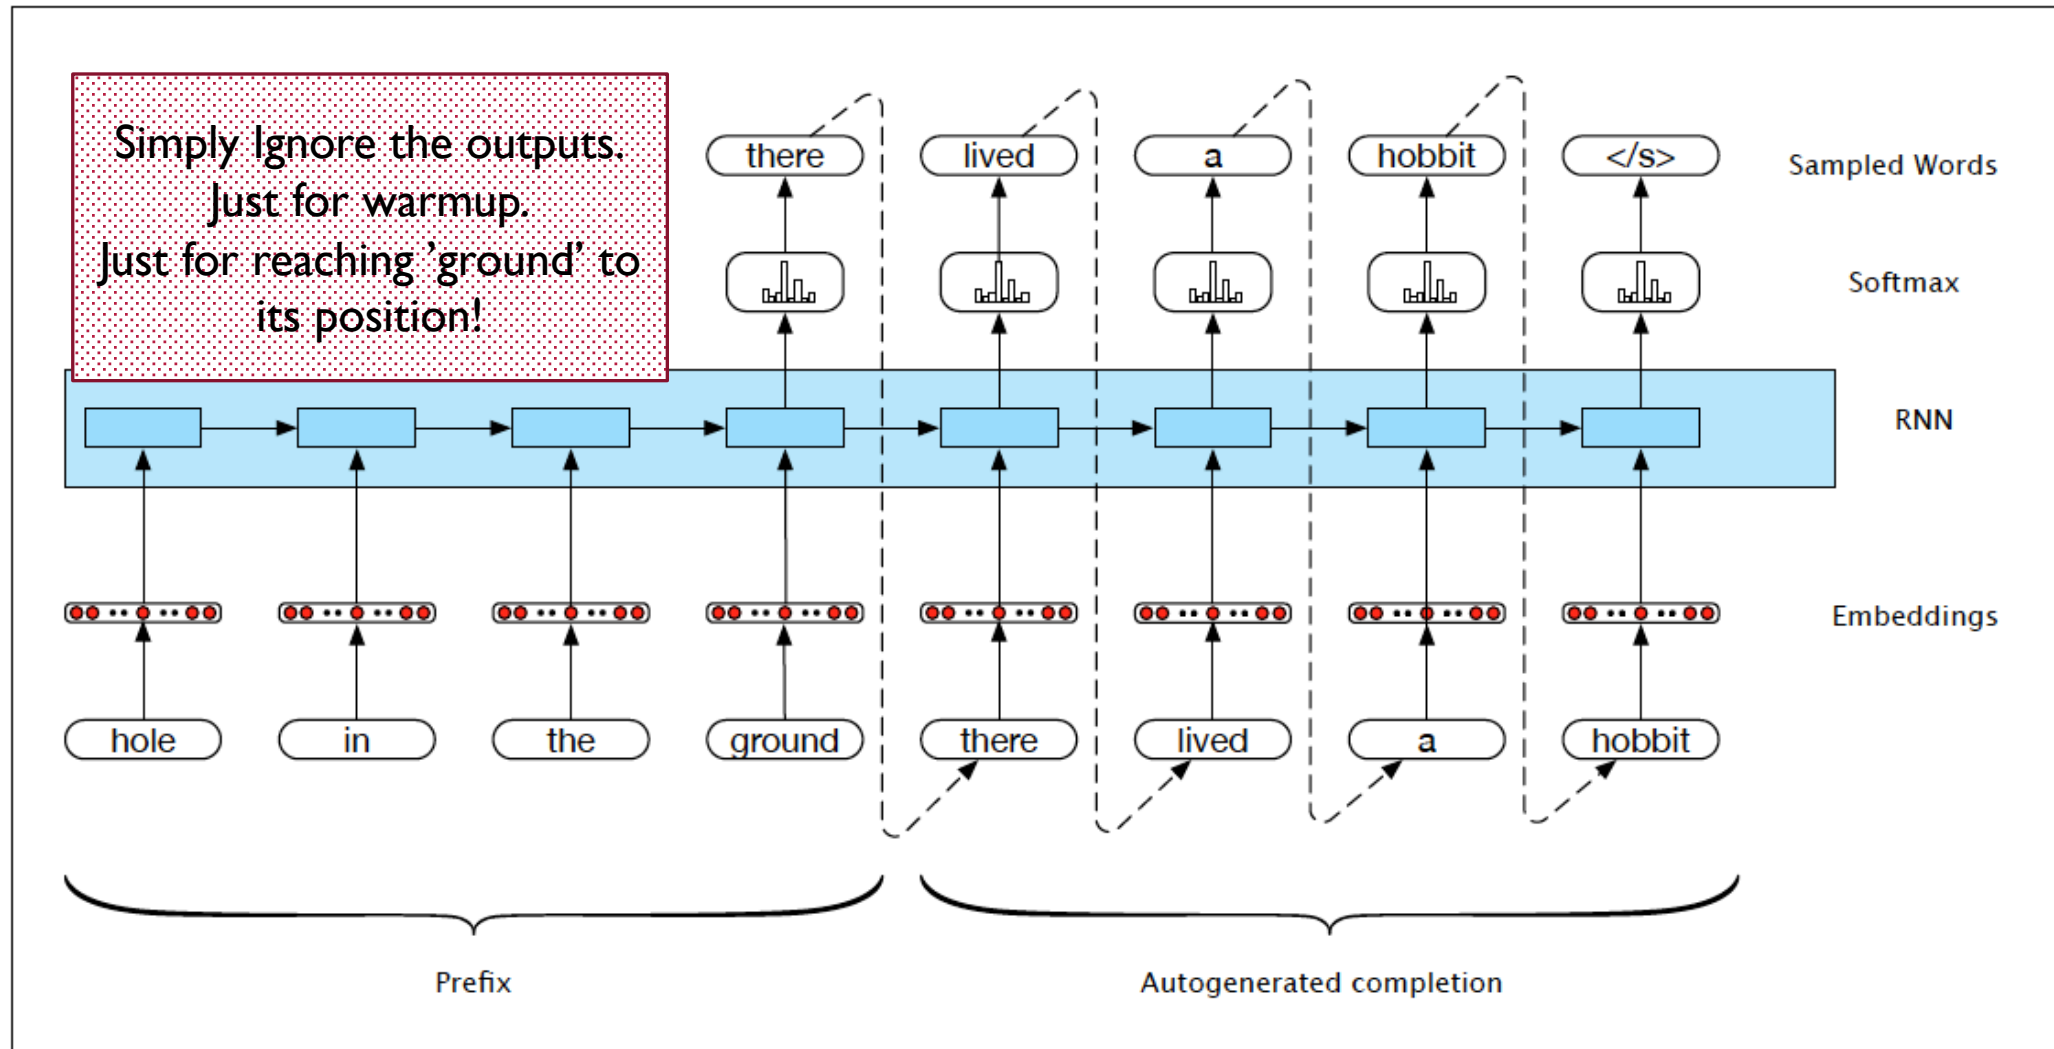 Simply Ignore the outputs.
Just for warmup.
Just for reaching ’ground’ to
its position!
there lived a hobbit </s> Sampled Words
Softmax
RNN
Embeddings
hole in the ground there lived a hobbit
Prefix Autogenerated completion